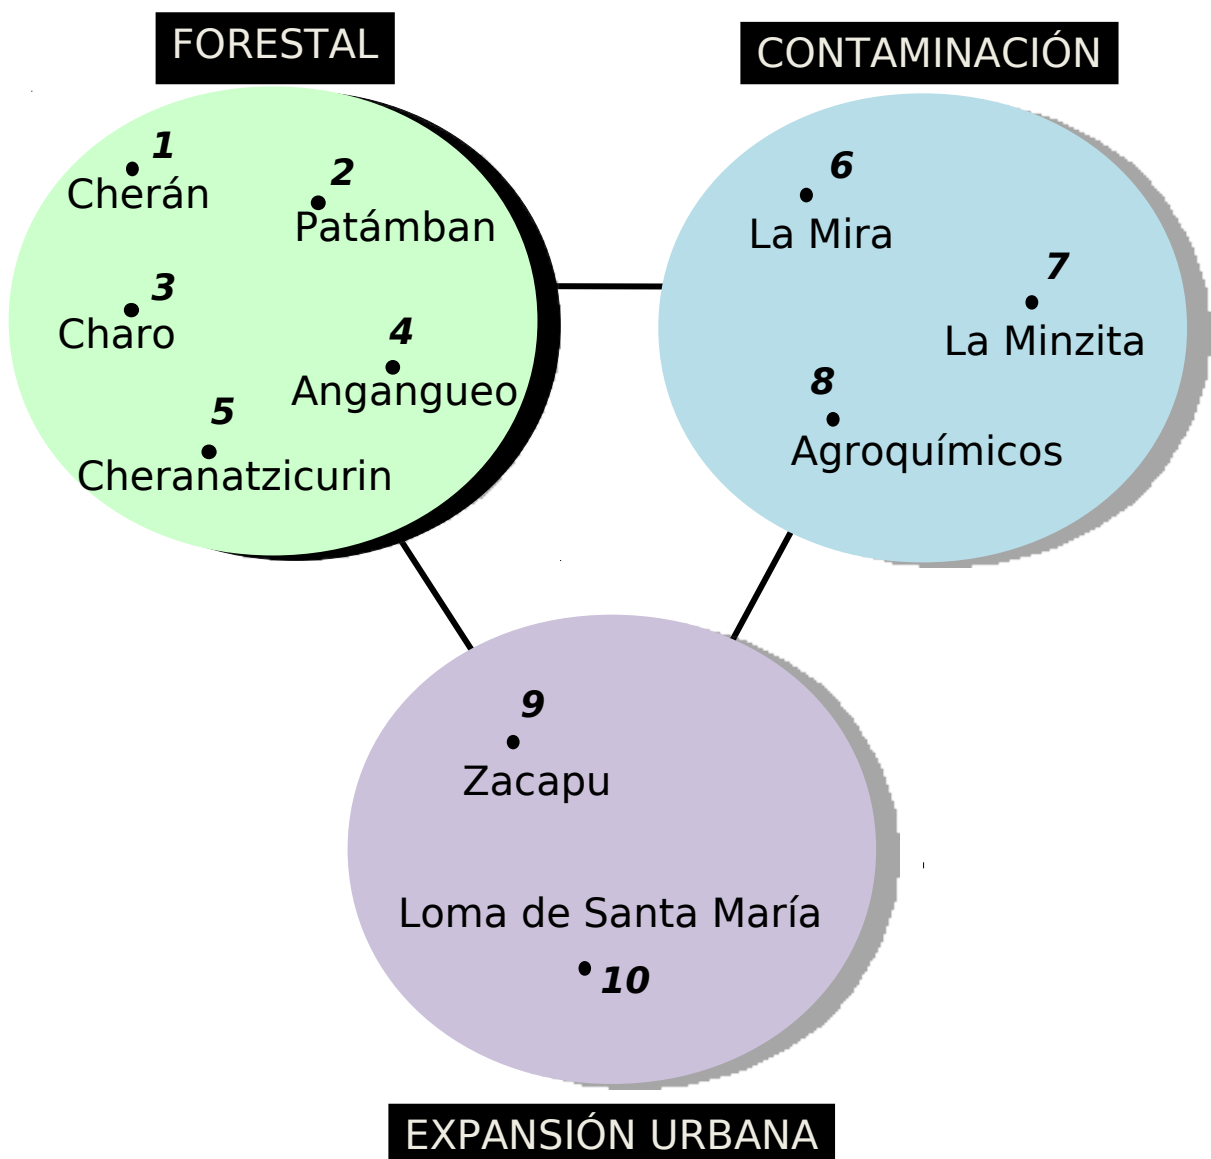 FORESTAL
1
Cherán
2
Patámban
3
Charo
4
Angangueo
5
Cheranatzicurin
CONTAMINACIÓN
6
La Mira
7
La Minzita
8
Agroquímicos
9
Zacapu
Loma de Santa María
10
EXPANSIÓN URBANA